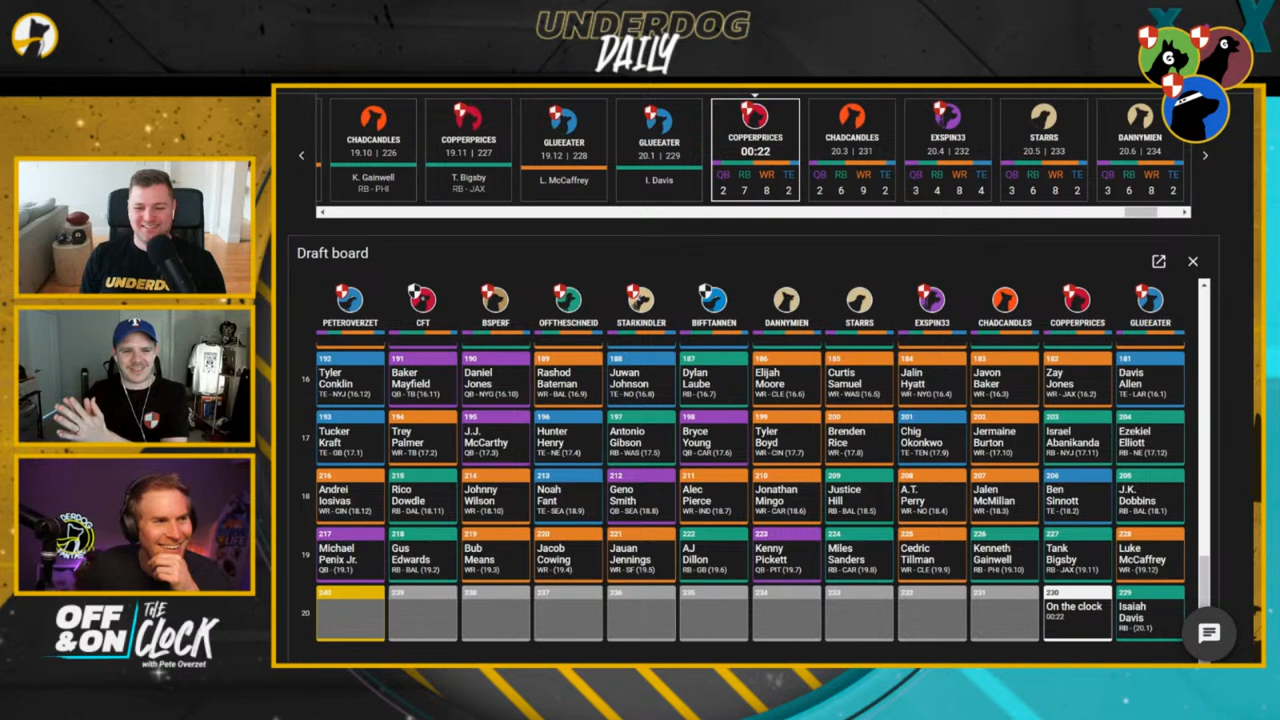 UNDERDOG
DAILY
CHADCANDLES
19.10 | 226
K. Gainwell
RB - PHI
COPPERPRICES
19.11 | 227
T. Bigsby
RB - JAX
GLUEEATER
19.12 | 228
L. McCaffrey
GLUEEATER
20.1 | 229
I. Davis
COPPERPRICES
00:22
QB RB WR TE
2 7 8 2
CHADCANDLES
20.3 | 231
QB RB WR TE
2 6 9 2
EXSPIN33
20.4 | 232
QB RB WR TE
3 4 8 4
STARRS
20.5 | 233
QB RB WR TE
3 6 8 2
DANNYMIEN
20.6 | 234
QB RB WR TE
3 6 8 2
Draft board
PETEROVERZET CFT BSPERF OFFTHESCHNEID STARKINDLER BIFFTANNEN DANNYMIEN STARRS EXSPIN33 CHADCANDLES COPPERPRICES GLUEEATER
16
192
Tyler
Conklin
TE - NYJ (16.12)
191
Baker
Mayfield
QB - TB (16.11)
190
Daniel
Jones
QB - NYG (16.10)
189
Rashod
Bateman
WR - BAL (16.9)
188
Juwan
Johnson
TE - NO (16.8)
187
Dylan
Laube
RB - (16.7)
186
Elijah
Moore
WR - CLE (16.6)
185
Curtis
Samuel
WR - WAS (16.5)
184
Jalin
Hyatt
WR - NYG (16.4)
183
Javon
Baker
WR - (16.3)
182
Zay
Jones
WR - JAX (16.2)
181
Davis
Allen
TE - LAR (16.1)
17
193
Tucker
Kraft
TE - GB (17.1)
194
Trey
Palmer
WR - TB (17.2)
195
J.J.
McCarthy
QB - (17.3)
196
Hunter
Henry
TE - NE (17.4)
197
Antonio
Gibson
RB - WAS (17.5)
198
Bryce
Young
QB - CAR (17.6)
199
Tyler
Boyd
WR - CIN (17.7)
200
Brenden
Rice
WR - (17.8)
201
Chig
Okonkwo
TE - TEN (17.9)
202
Jermaine
Burton
WR - (17.10)
203
Israel
Abanikanda
RB - NYJ (17.11)
204
Ezekiel
Elliott
RB - NE (17.12)
18
216
Andrei
Iosivas
WR - CIN (18.12)
215
Rico
Dowdle
RB - DAL (18.11)
214
Johnny
Wilson
WR - (18.10)
213
Noah
Fant
TE - SEA (18.9)
212
Geno
Smith
QB - SEA (18.8)
211
Alec
Pierce
WR - IND (18.7)
210
Jonathan
Mingo
WR - CAR (18.6)
209
Justice
Hill
RB - BAL (18.5)
208
A.T.
Perry
WR - NO (18.4)
207
Jalen
McMillan
WR - (18.3)
206
Ben
Sinnott
TE - (18.2)
205
J.K.
Dobbins
RB - BAL (18.1)
19
217
Michael
Penix Jr.
QB - (19.1)
218
Gus
Edwards
RB - BAL (19.2)
219
Bub
Means
WR - (19.3)
220
Jacob
Cowing
WR - (19.4)
221
Jauan
Jennings
WR - SF (19.5)
222
AJ
Dillon
RB - GB (19.6)
223
Kenny
Pickett
QB - PIT (19.7)
224
Miles
Sanders
RB - CAR (19.8)
225
Cedric
Tillman
WR - CLE (19.9)
226
Kenneth
Gainwell
RB - PHI (19.10)
227
Tank
Bigsby
RB - JAX (19.11)
228
Luke
McCaffrey
WR - (19.12)
20
240
239
238
237
236
235
234
233
232
231
230
On the clock
00:22
229
Isaiah
Davis
RB - (20.1)
UNDERD
OFF
&ON
THE
CLOCK
with Pete Overzet